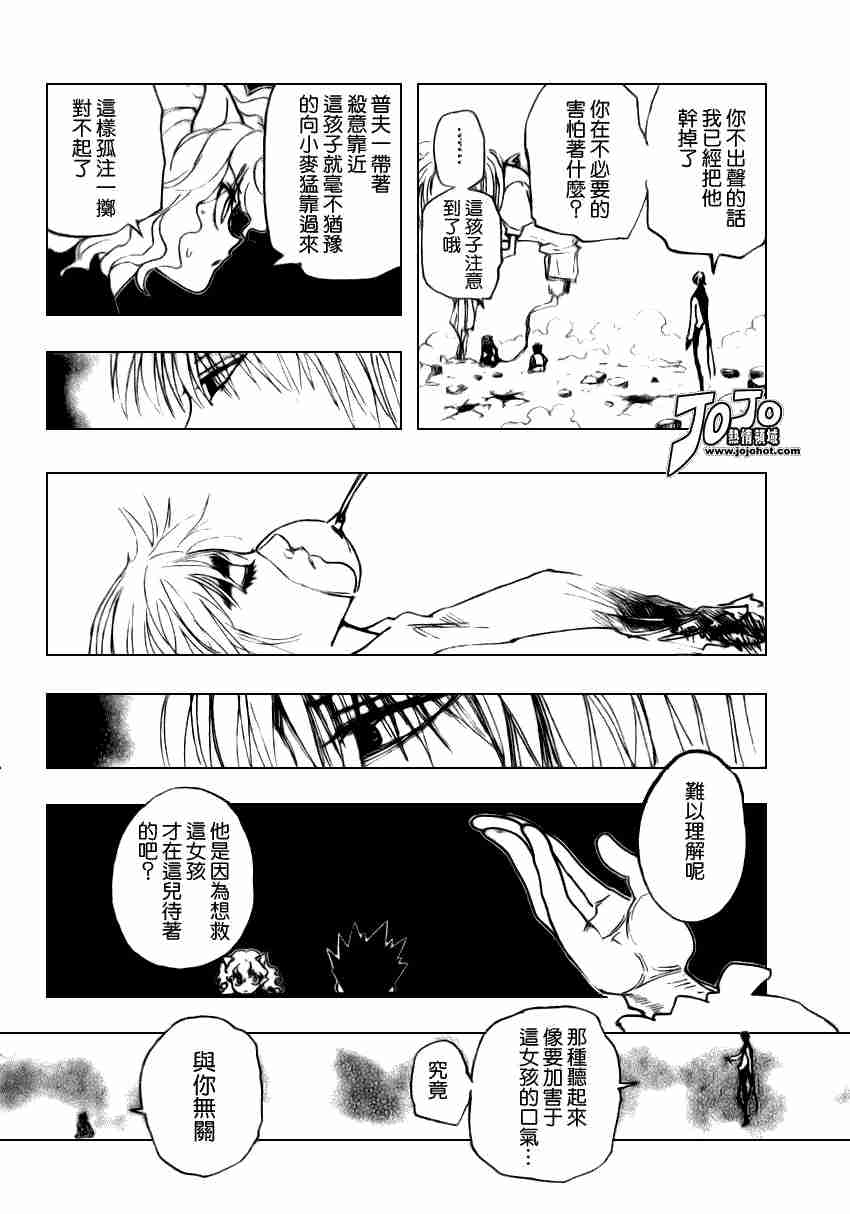 你不出聲的話
我已經把他
幹掉了
你在不必要的
害怕著什麼?
……
這孩子注意
到了哦
普夫一帶著
殺意靠近
這孩子就毫不猶豫
的向小麥猛靠過來
這樣孤注一擲
對不起了
JOJO
熱情領域
www.jojohot.com
難以理解呢
他是因為想救
這女孩
才在這兒待著
的吧?
那種聽起來
像要加害于
這女孩的口氣…
究竟
與你無關